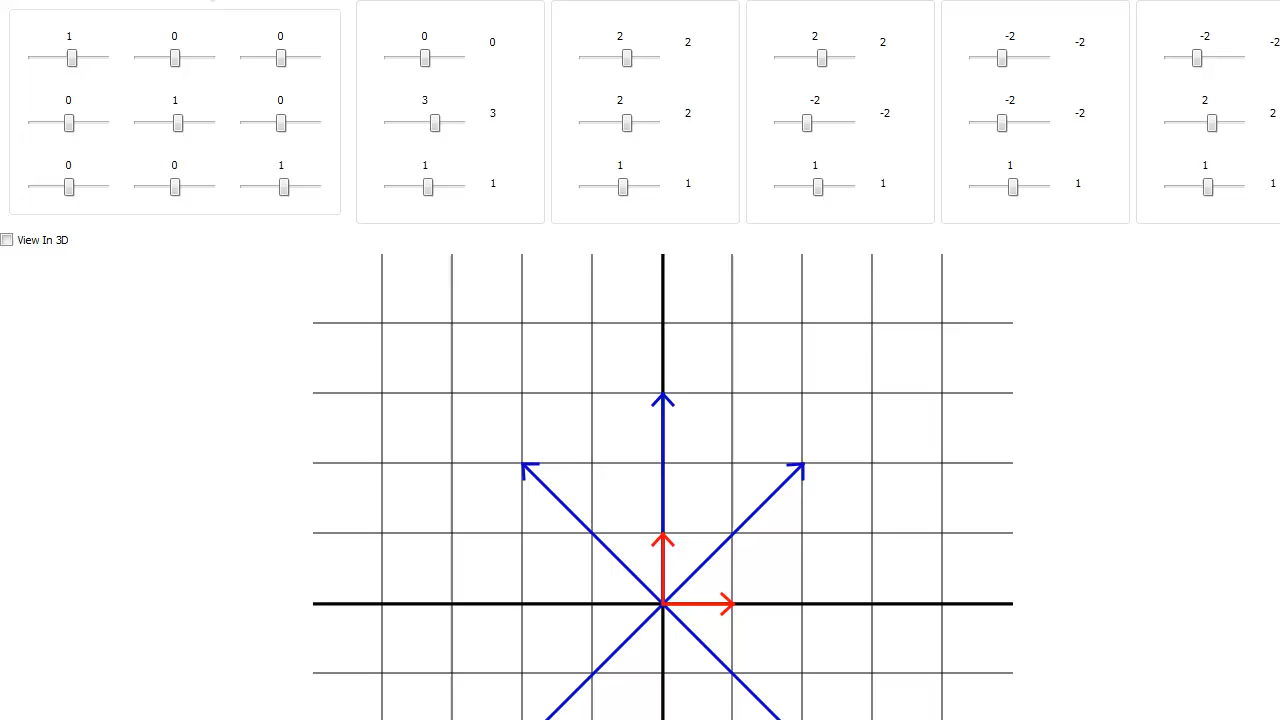 1 0 0 0 2 2 -2 -2
0 2 2 -2 -2
0 1 0 3 2 -2 -2 2
3 2 -2 -2 2
0 0 1 1 1 1 1 1
1 1 1 1 1
View In 3D